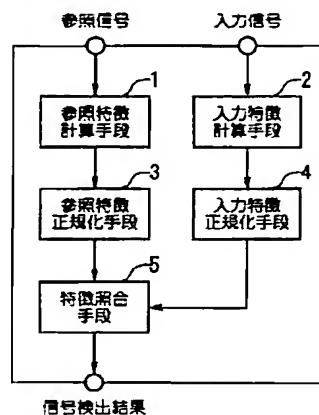 参照信号
入力信号
1
2
参照特徴
計算手段
入力特徴
計算手段
3
4
参照特徴
正規化手段
入力特徴
正規化手段
5
特徴照合
手段
信号検出結果